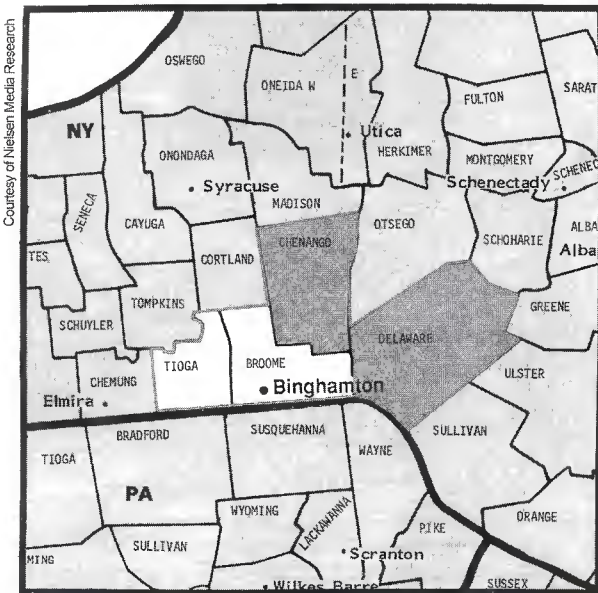 Courtesy of Nielsen Media Research
OSWEGO
ONEIDA W
E
FULTON
SARAT
NY
Utica
HERKIMER
ONONDAGA
MONTGOMERY
SCHENEC
Syracuse
Schenectady
SENECA
MADISON
CAYUGA
OTSEGO
CHENANGO
SCHOHARIE
ALBA
Alba
TES
CORTLAND
TOMPKINS
GREENE
SCHUYLER
DELAWARE
TIOGA
BROOME
ULSTER
CHEMUNG
Binghamton
Elmira
BRADFORD
SUSQUEHANNA
SULLIVAN
TIOGA
WAYNE
PA
WYOMING
LACKAWANNA
ORANGE
PIKE
MING
SULLIVAN
Scranton
Wilkes Barre
SUSSEX